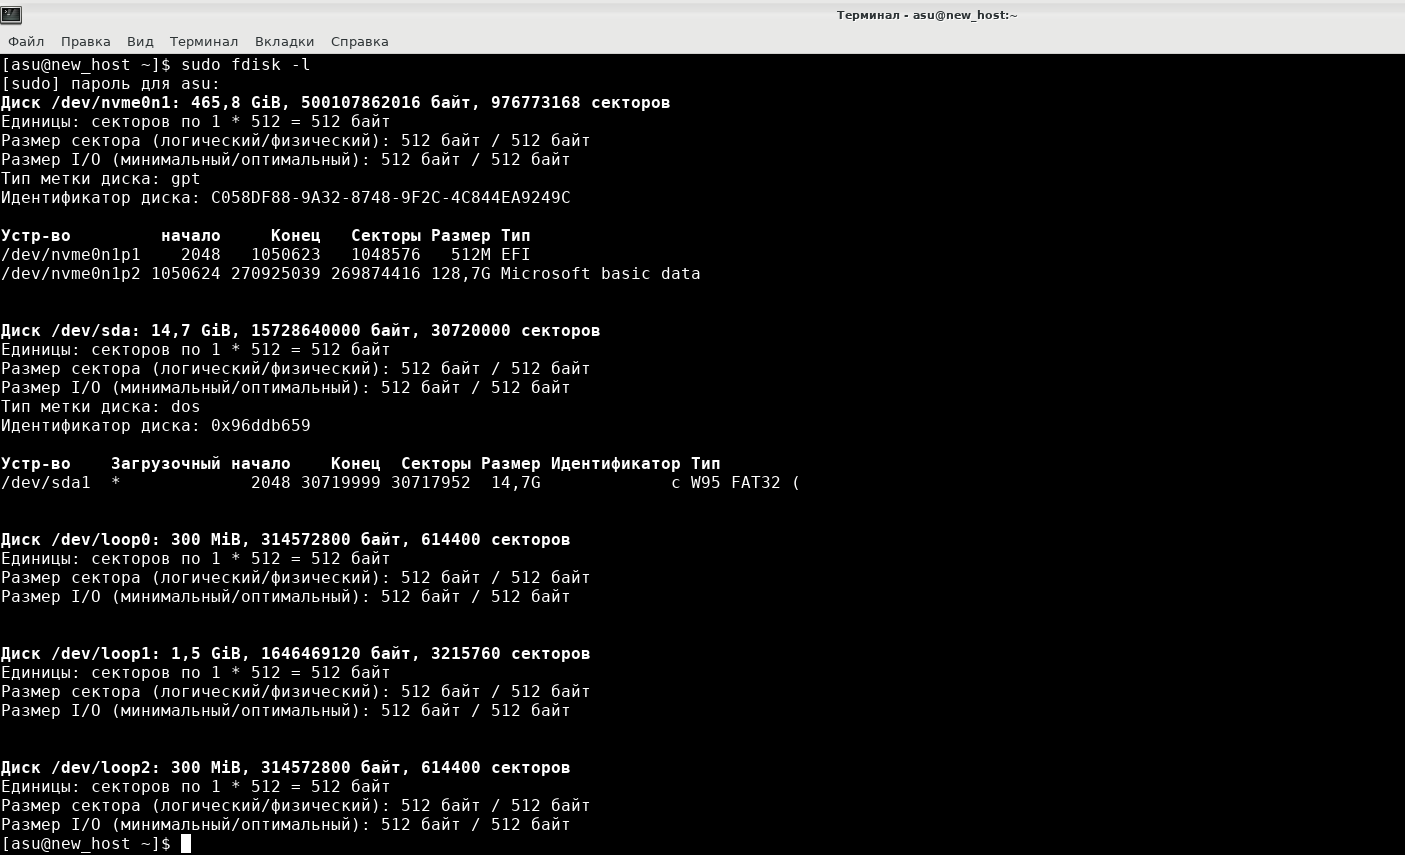 Терминал - asu@new_host:~
Файл Правка Вид Терминал Вкладки Справка
[asu@new_host ~]$ sudo fdisk -l
[sudo] пароль для asu:
Диск /dev/nvme0n1: 465,8 GiB, 500107862016 байт, 976773168 секторов
Единицы: секторов по 1 * 512 = 512 байт
Размер сектора (логический/физический): 512 байт / 512 байт
Размер I/O (минимальный/оптимальный): 512 байт / 512 байт
Тип метки диска: gpt
Идентификатор диска: C058DF88-9A32-8748-9F2C-4C844EA9249C
Устр-во         начало     Конец   Секторы Размер Тип
/dev/nvme0n1p1    2048   1050623   1048576   512M EFI
/dev/nvme0n1p2 1050624 270925039 269874416 128,7G Microsoft basic data
Диск /dev/sda: 14,7 GiB, 15728640000 байт, 30720000 секторов
Единицы: секторов по 1 * 512 = 512 байт
Размер сектора (логический/физический): 512 байт / 512 байт
Размер I/O (минимальный/оптимальный): 512 байт / 512 байт
Тип метки диска: dos
Идентификатор диска: 0x96ddb659
Устр-во    Загрузочный начало    Конец  Секторы Размер Идентификатор Тип
/dev/sda1  *             2048 30719999 30717952  14,7G             c W95 FAT32 (
Диск /dev/loop0: 300 MiB, 314572800 байт, 614400 секторов
Единицы: секторов по 1 * 512 = 512 байт
Размер сектора (логический/физический): 512 байт / 512 байт
Размер I/O (минимальный/оптимальный): 512 байт / 512 байт
Диск /dev/loop1: 1,5 GiB, 1646469120 байт, 3215760 секторов
Единицы: секторов по 1 * 512 = 512 байт
Размер сектора (логический/физический): 512 байт / 512 байт
Размер I/O (минимальный/оптимальный): 512 байт / 512 байт
Диск /dev/loop2: 300 MiB, 314572800 байт, 614400 секторов
Единицы: секторов по 1 * 512 = 512 байт
Размер сектора (логический/физический): 512 байт / 512 байт
Размер I/O (минимальный/оптимальный): 512 байт / 512 байт
[asu@new_host ~]$